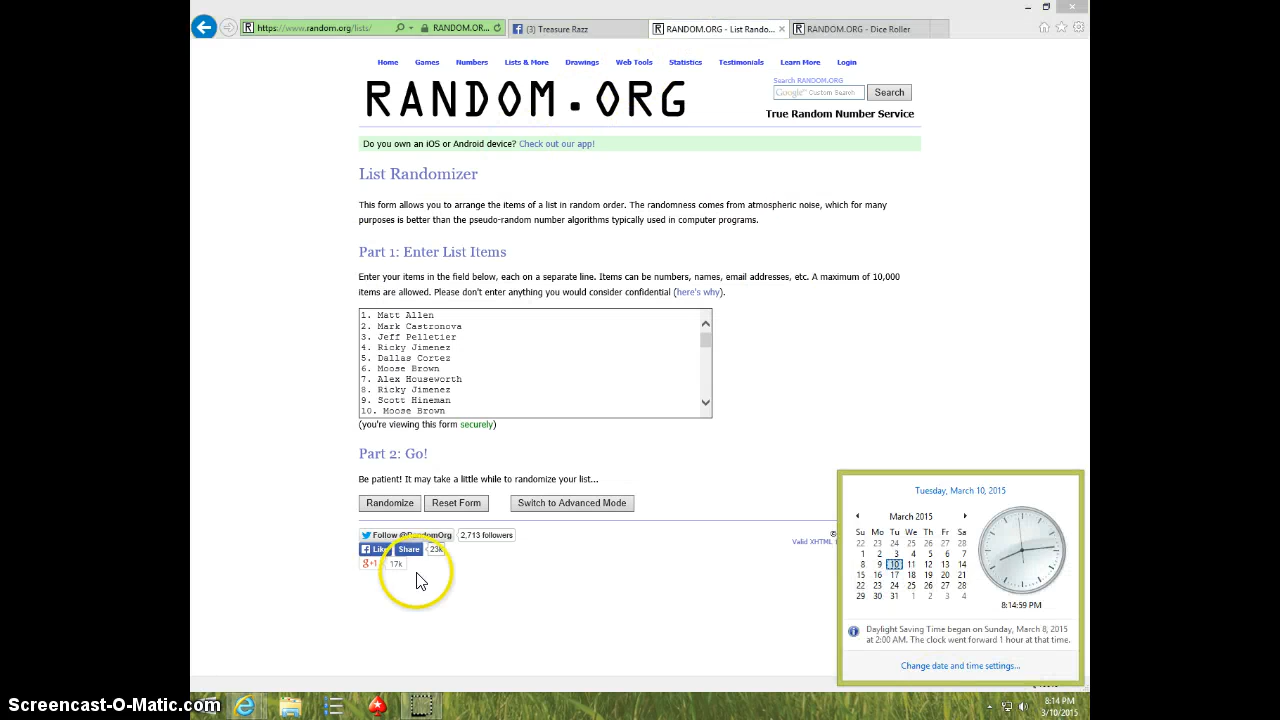 https://www.random.org/lists/
RANDOM.OR...
(3) Treasure Razz
RANDOM.ORG - List Rando...
RANDOM.ORG - Dice Roller
Home Games Numbers Lists & More Drawings Web Tools Statistics Testimonials Learn More Login
RANDOM.ORG
Search RANDOM.ORG
Google™ Custom Search
Search
True Random Number Service
Do you own an iOS or Android device? Check out our app!
List Randomizer
This form allows you to arrange the items of a list in random order. The randomness comes from atmospheric noise, which for many
purposes is better than the pseudo-random number algorithms typically used in computer programs.
Part 1: Enter List Items
Enter your items in the field below, each on a separate line. Items can be numbers, names, email addresses, etc. A maximum of 10,000
items are allowed. Please don't enter anything you would consider confidential (here's why).
1. Matt Allen
2. Mark Castronova
3. Jeff Pelletier
4. Ricky Jimenez
5. Dallas Cortez
6. Moose Brown
7. Alex Houseworth
8. Ricky Jimenez
9. Scott Hineman
10. Moose Brown
(you're viewing this form securely)
Part 2: Go!
Be patient! It may take a little while to randomize your list...
Randomize Reset Form Switch to Advanced Mode
Follow @RandomOrg 2,713 followers
Like Share 23k
g+1 17k
©
Valid XHTML
Tuesday, March 10, 2015
March 2015
Su Mo Tu We Th Fr Sa
22 23 24 25 26 27 28
1 2 3 4 5 6 7
8 9 10 11 12 13 14
15 16 17 18 19 20 21
22 23 24 25 26 27 28
29 30 31 1 2 3 4
8:14:59 PM
Daylight Saving Time began on Sunday, March 8, 2015
at 2:00 AM. The clock went forward 1 hour at that time.
Change date and time settings...
8:14 PM
3/10/2015
Screencast-O-Matic.com